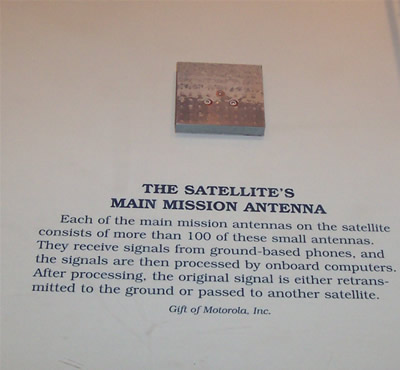 THE SATELLITE'S
MAIN MISSION ANTENNA
Each of the main mission antennas on the satellite
consists of more than 100 of these small antennas.
They receive signals from ground-based phones, and
the signals are then processed by onboard computers.
After processing, the original signal is either retrans-
mitted to the ground or passed to another satellite.
Gift of Motorola, Inc.